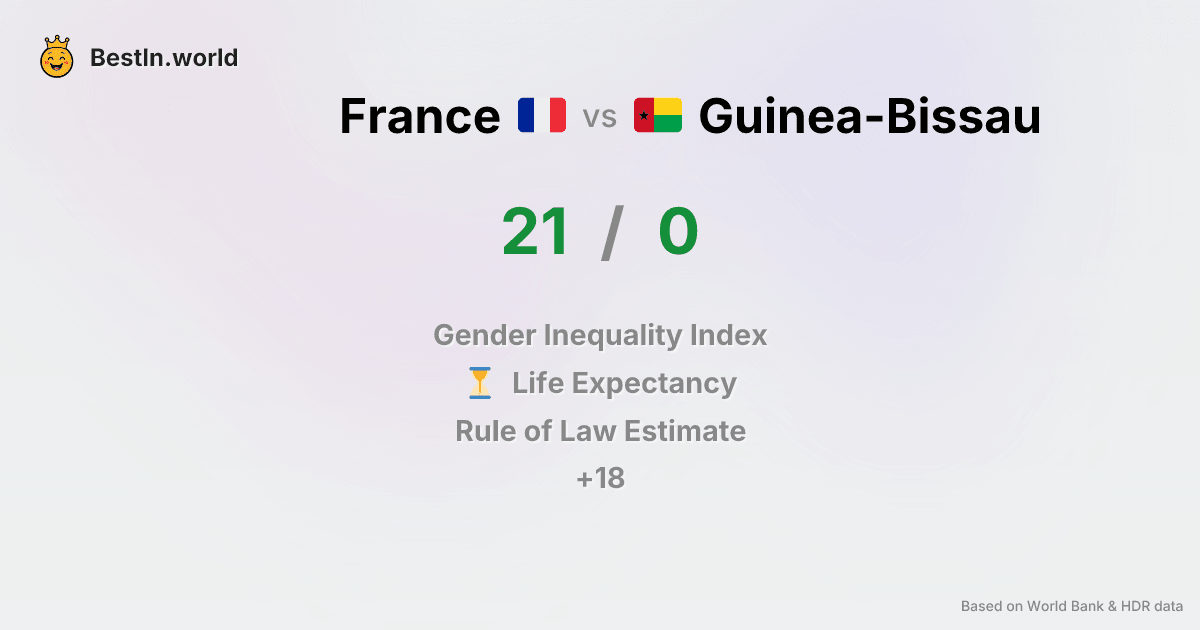 BestIn.world
France vs Guinea-Bissau
21 / 0
Gender Inequality Index
Life Expectancy
Rule of Law Estimate
+18
Based on World Bank & HDR data